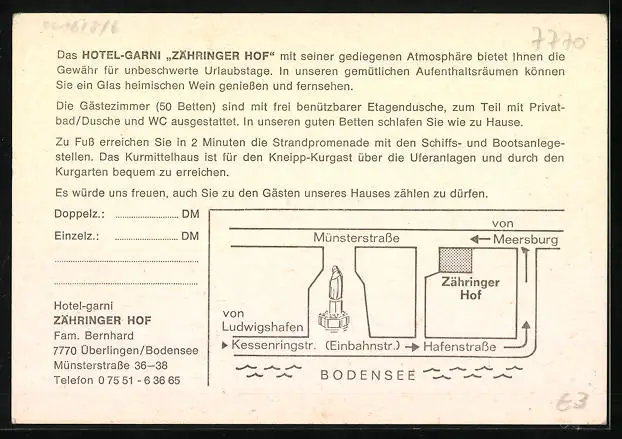 7770
Das HOTEL-GARNI „ZÄHRINGER HOF“ mit seiner gediegenen Atmosphäre bietet Ihnen die
Gewähr für unbeschwerte Urlaubstage. In unseren gemütlichen Aufenthaltsräumen können
Sie ein Glas heimischen Wein genießen und fernsehen.
Die Gästezimmer (50 Betten) sind mit frei benützbarer Etagendusche, zum Teil mit Privat-
bad/Dusche und WC ausgestattet. In unseren guten Betten schlafen Sie wie zu Hause.
Zu Fuß erreichen Sie in 2 Minuten die Strandpromenade mit den Schiffs- und Bootsanlege-
stellen. Das Kurmittelhaus ist für den Kneipp-Kurgast über die Uferanlagen und durch den
Kurgarten bequem zu erreichen.
Es würde uns freuen, auch Sie zu den Gästen unseres Hauses zählen zu dürfen.
Doppelz.: ........................ DM
Einzelz.: ........................ DM
Hotel-garni
ZÄHRINGER HOF
Fam. Bernhard
7770 Überlingen/Bodensee
Münsterstraße 36–38
Telefon 0 75 51 - 6 36 65
von
Münsterstraße
Meersburg
Zähringer
Hof
von
Ludwigshafen
Kessenringstr. (Einbahnstr.) → Hafenstraße
BODENSEE
£3